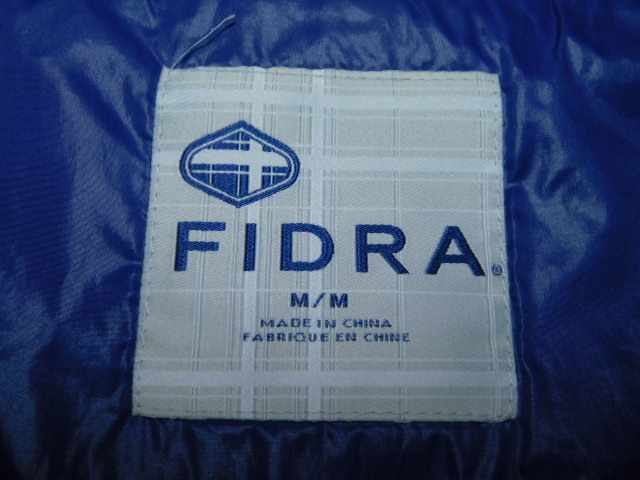 FIDRA®
M/M
MADE IN CHINA
FABRIQUE EN CHINE